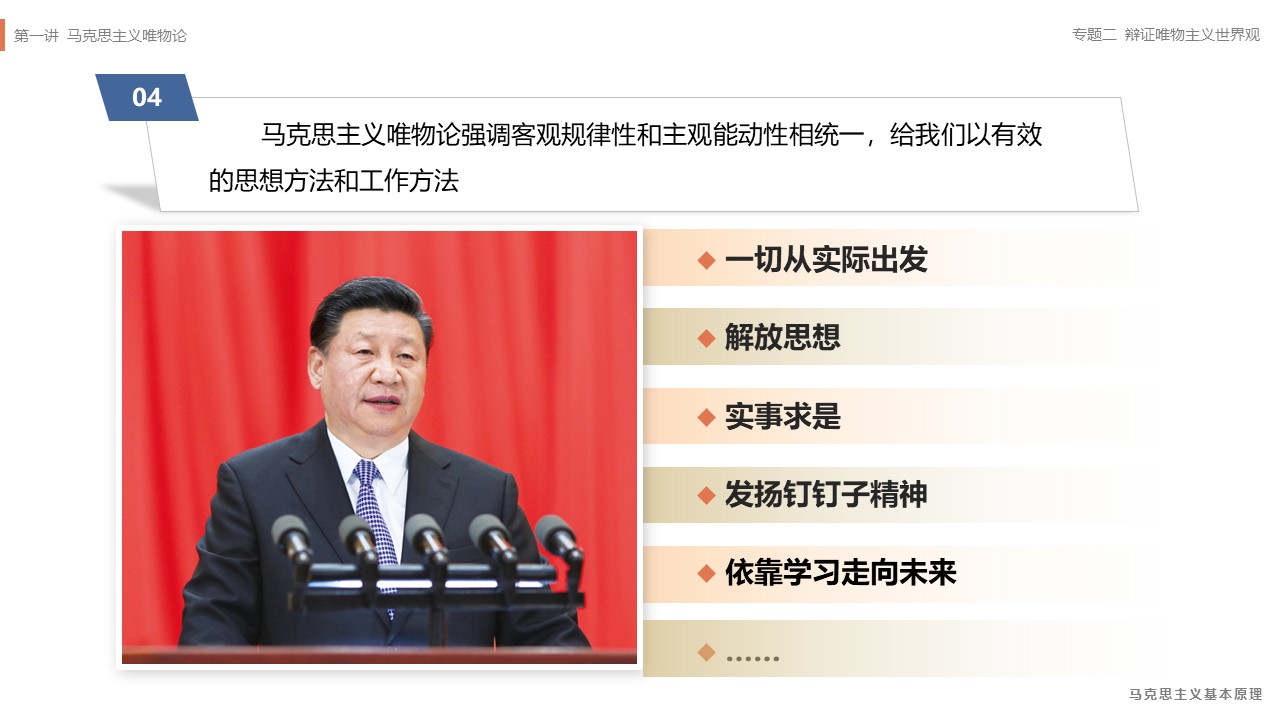 第一讲 马克思主义唯物论
专题二 辩证唯物主义世界观
04
马克思主义唯物论强调客观规律性和主观能动性相统一，给我们以有效
的思想方法和工作方法
一切从实际出发
解放思想
实事求是
发扬钉钉子精神
依靠学习走向未来
……
马克思主义基本原理